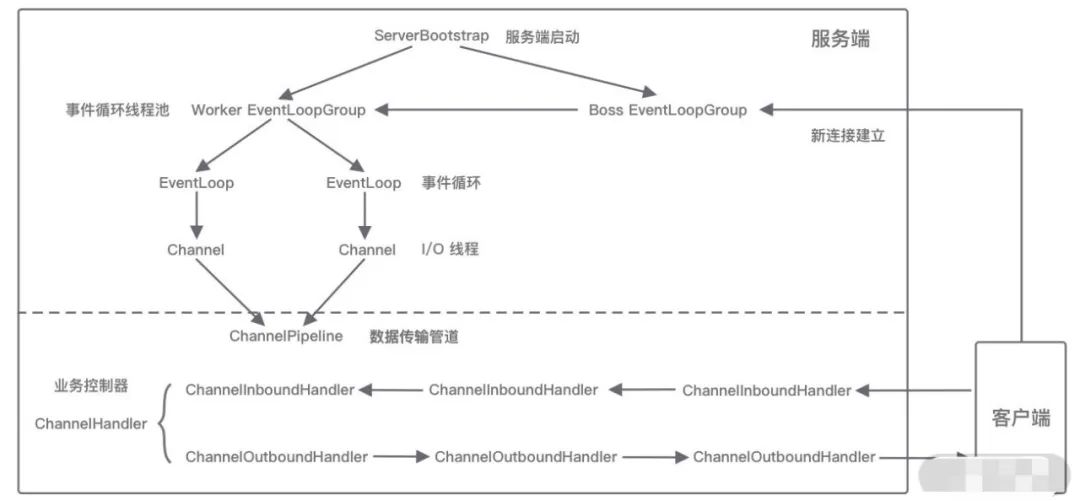 ServerBootstrap 服务端启动
服务端
事件循环线程池 Worker EventLoopGroup
Boss EventLoopGroup
新连接建立
EventLoop
EventLoop 事件循环
Channel
Channel I/O 线程
ChannelPipeline 数据传输管道
业务控制器
ChannelHandler
ChannelInboundHandler ChannelInboundHandler ChannelInboundHandler
ChannelOutboundHandler ChannelOutboundHandler ChannelOutboundHandler
客户端